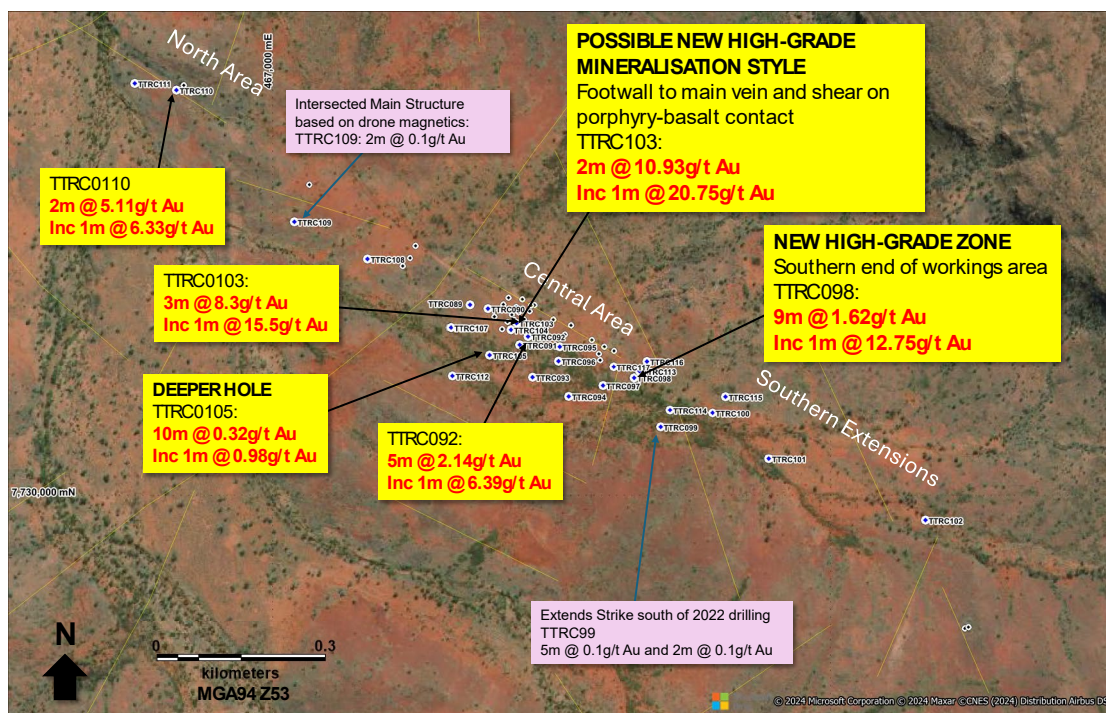 North Area
467,000 mE
TTRC111
TTRC110
Intersected Main Structure
based on drone magnetics:
TTRC109: 2m @ 0.1g/t Au
POSSIBLE NEW HIGH-GRADE
MINERALISATION STYLE
Footwall to main vein and shear on
porphyry-basalt contact
TTRC103:
2m @ 10.93g/t Au
Inc 1m @ 20.75g/t Au
TTRC0110
2m @ 5.11g/t Au
Inc 1m @ 6.33g/t Au
TTRC109
TTRC108
NEW HIGH-GRADE ZONE
Southern end of workings area
TTRC098:
9m @ 1.62g/t Au
Inc 1m @ 12.75g/t Au
TTRC0103:
3m @ 8.3g/t Au
Inc 1m @ 15.5g/t Au
Central Area
TTRC089
TTRC090
TTRC103
TTRC107
TTRC104
TTRC092
TTRC091
TTRC095
TTRC105
TTRC096
TTRC116
TTRC117
TTRC113
TTRC112
TTRC093
TTRC098
TTRC097
TTRC094
TTRC115
TTRC114
TTRC100
TTRC099
TTRC101
TTRC102
Southern Extensions
DEEPER HOLE
TTRC0105:
10m @ 0.32g/t Au
Inc 1m @ 0.98g/t Au
TTRC092:
5m @ 2.14g/t Au
Inc 1m @ 6.39g/t Au
7,730,000 mN
Extends Strike south of 2022 drilling
TTRC99
5m @ 0.1g/t Au and 2m @ 0.1g/t Au
N
0 0.3
kilometers
MGA94 Z53
© 2024 Microsoft Corporation © 2024 Maxar ©CNES (2024) Distribution Airbus DS